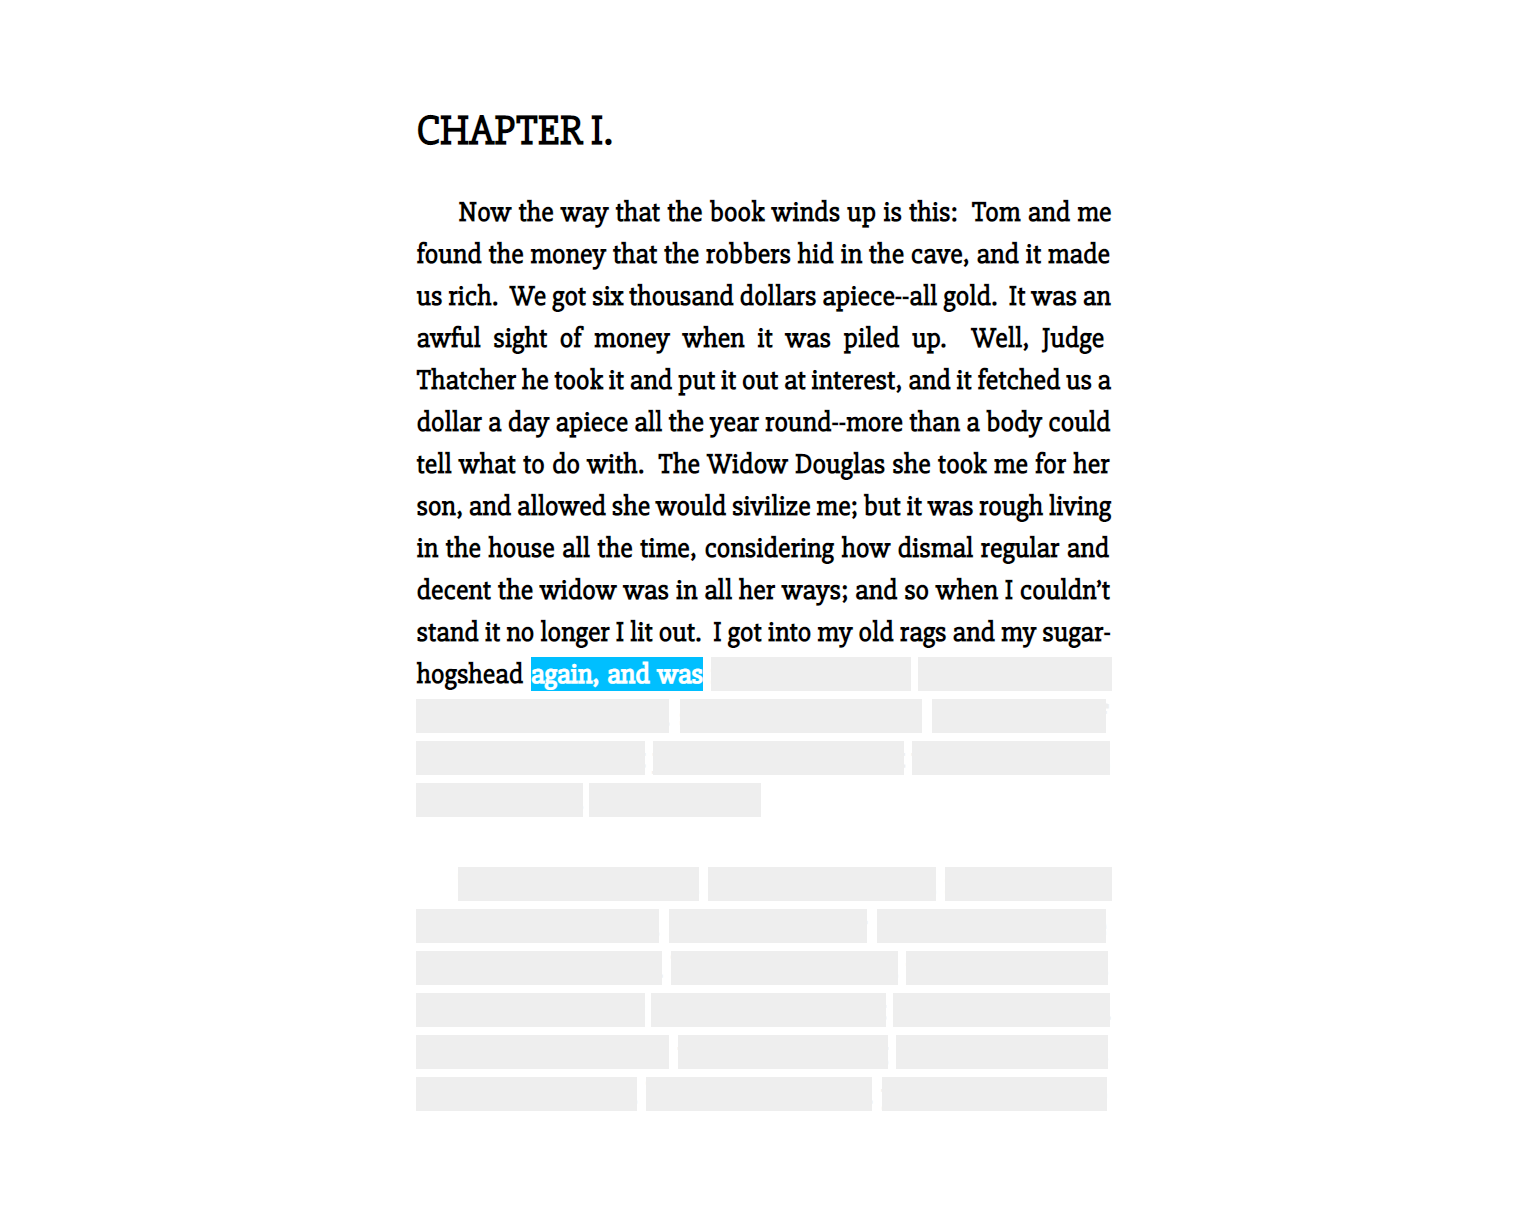 CHAPTER I.
Now the way that the book winds up is this:  Tom and me
found the money that the robbers hid in the cave, and it made
us rich.  We got six thousand dollars apiece--all gold.  It was an
awful sight of money when it was piled up.  Well, Judge
Thatcher he took it and put it out at interest, and it fetched us a
dollar a day apiece all the year round--more than a body could
tell what to do with.  The Widow Douglas she took me for her
son, and allowed she would sivilize me; but it was rough living
in the house all the time, considering how dismal regular and
decent the widow was in all her ways; and so when I couldn’t
stand it no longer I lit out.  I got into my old rags and my sugar-
hogshead again, and was